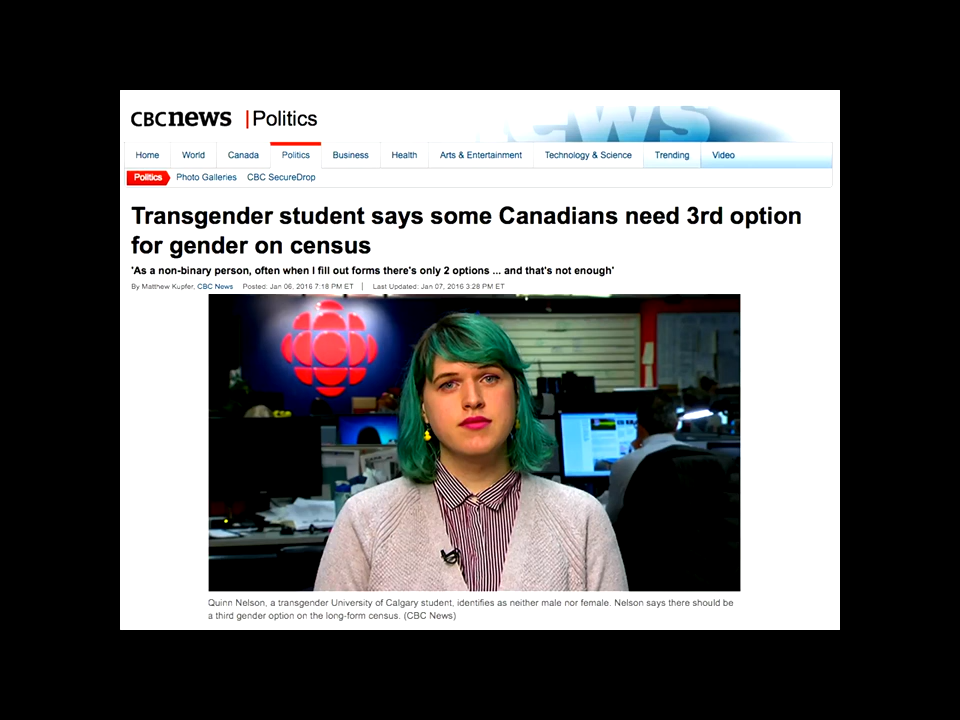 CBCnews | Politics
Home World Canada Politics Business Health Arts & Entertainment Technology & Science Trending Video
Politics Photo Galleries CBC SecureDrop
Transgender student says some Canadians need 3rd option
for gender on census
'As a non-binary person, often when I fill out forms there's only 2 options ... and that's not enough'
By Matthew Kupfer, CBC News Posted: Jan 06, 2016 7:18 PM ET | Last Updated: Jan 07, 2016 3:28 PM ET
Quinn Nelson, a transgender University of Calgary student, identifies as neither male nor female. Nelson says there should be
a third gender option on the long-form census. (CBC News)